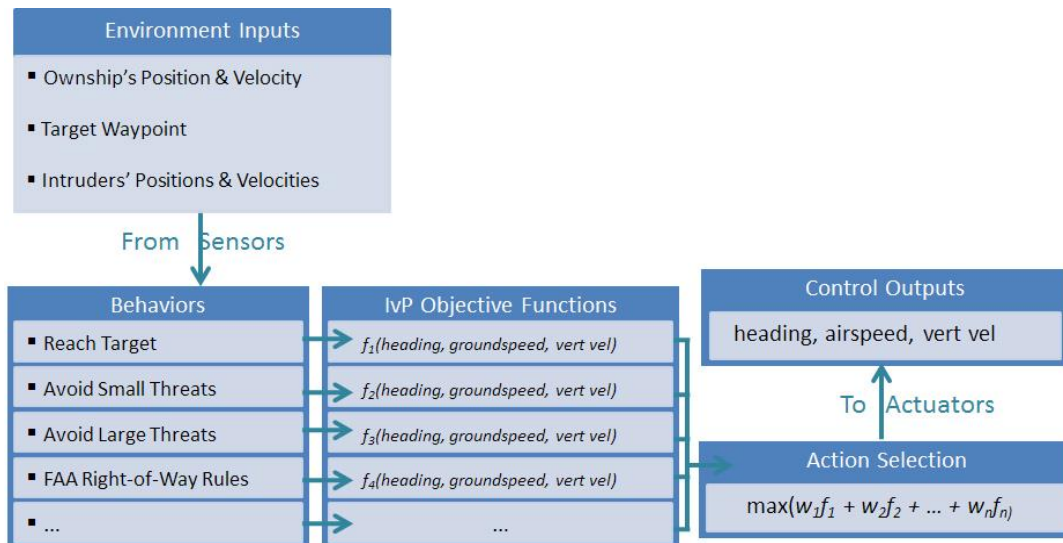 Environment Inputs
▪ Ownship’s Position & Velocity
▪ Target Waypoint
▪ Intruders’ Positions & Velocities
From Sensors
Behaviors
▪ Reach Target
▪ Avoid Small Threats
▪ Avoid Large Threats
▪ FAA Right-of-Way Rules
▪ ...
IvP Objective Functions
f1(heading, groundspeed, vert vel)
f2(heading, groundspeed, vert vel)
f3(heading, groundspeed, vert vel)
f4(heading, groundspeed, vert vel)
...
Control Outputs
heading, airspeed, vert vel
To Actuators
Action Selection
max(w1f1 + w2f2 + ... + wnfn)